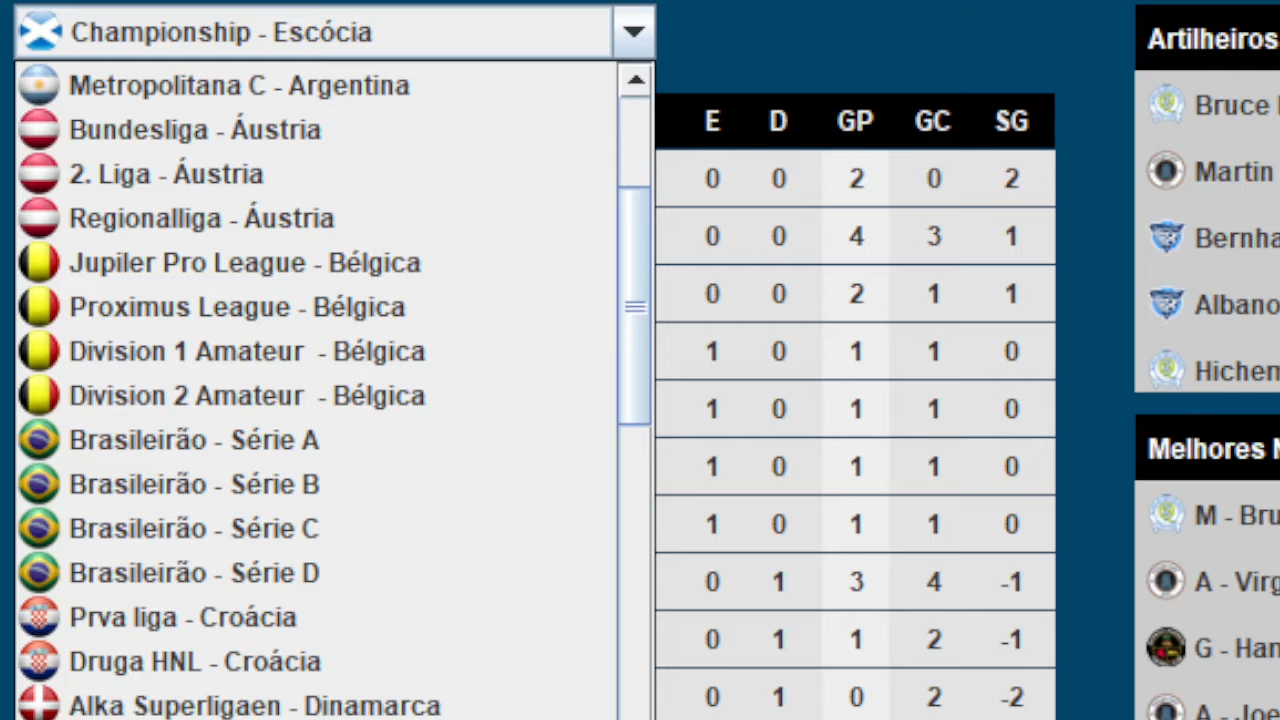 Championship - Escócia
Metropolitana C - Argentina
Bundesliga - Áustria
2. Liga - Áustria
Regionalliga - Áustria
Jupiler Pro League - Bélgica
Proximus League - Bélgica
Division 1 Amateur - Bélgica
Division 2 Amateur - Bélgica
Brasileirão - Série A
Brasileirão - Série B
Brasileirão - Série C
Brasileirão - Série D
Prva liga - Croácia
Druga HNL - Croácia
Alka Superligaen - Dinamarca
E D GP GC SG
0 0 2 0 2
0 0 4 3 1
0 0 2 1 1
1 0 1 1 0
1 0 1 1 0
1 0 1 1 0
1 0 1 1 0
0 1 3 4 -1
0 1 1 2 -1
0 1 0 2 -2
Artilheiros
Bruce
Martin
Bernha
Albano
Hichem
Melhores
M - Bru
A - Virg
G - Han
A - Joe